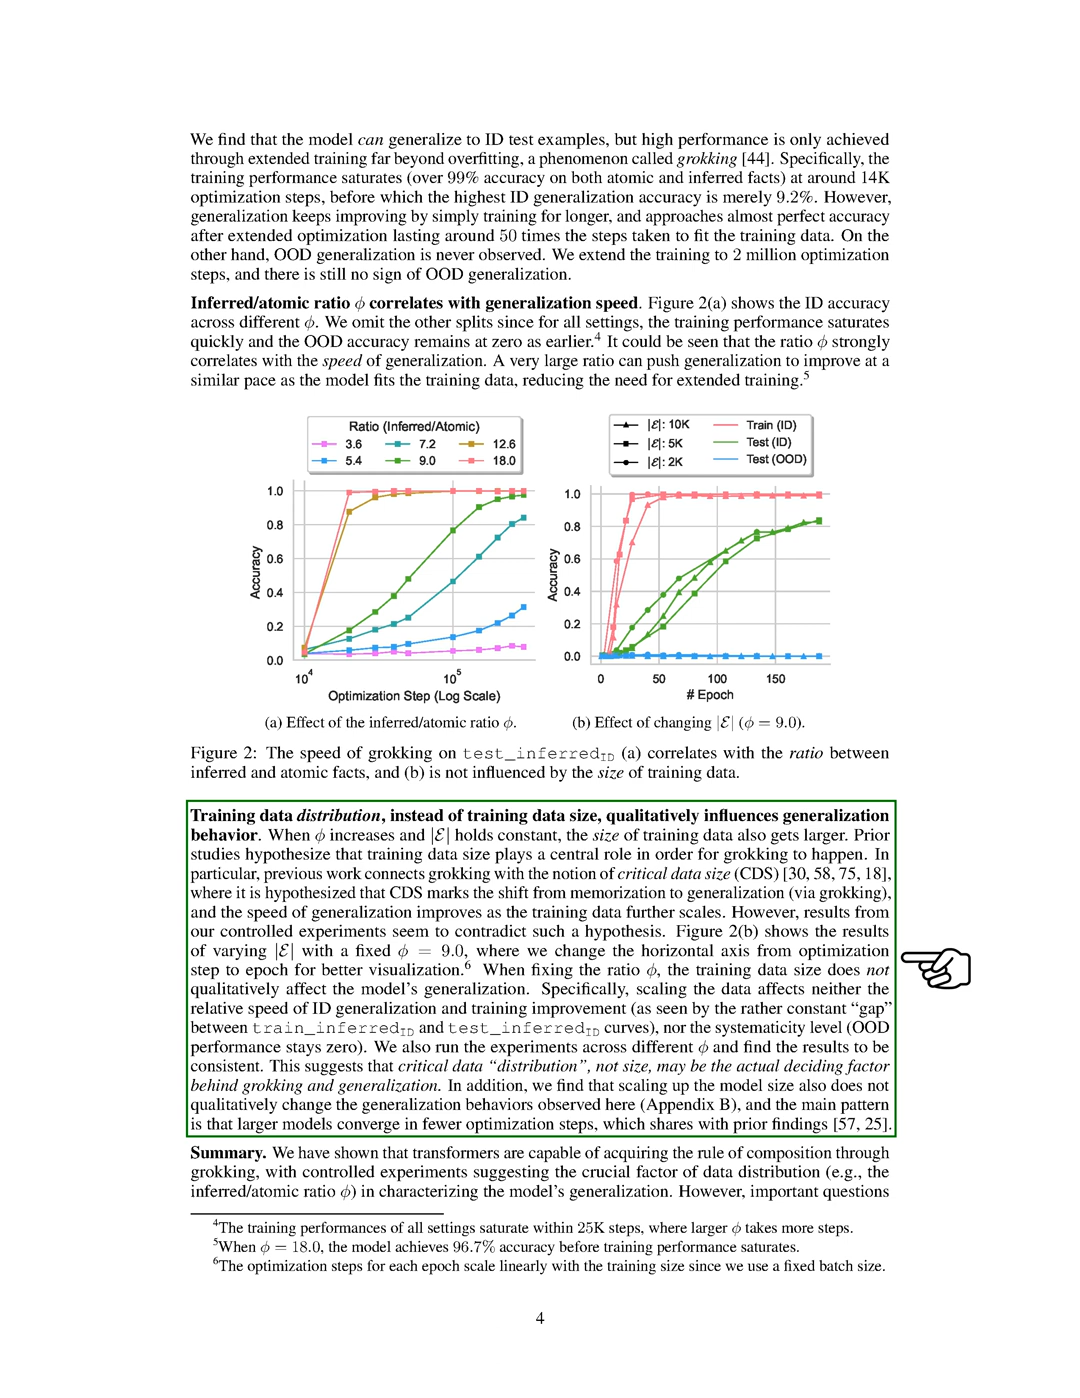 We find that the model can generalize to ID test examples, but high performance is only achieved
through extended training far beyond overfitting, a phenomenon called grokking [44]. Specifically, the
training performance saturates (over 99% accuracy on both atomic and inferred facts) at around 14K
optimization steps, before which the highest ID generalization accuracy is merely 9.2%. However,
generalization keeps improving by simply training for longer, and approaches almost perfect accuracy
after extended optimization lasting around 50 times the steps taken to fit the training data. On the
other hand, OOD generalization is never observed. We extend the training to 2 million optimization
steps, and there is still no sign of OOD generalization.
Inferred/atomic ratio ϕ correlates with generalization speed. Figure 2(a) shows the ID accuracy
across different ϕ. We omit the other splits since for all settings, the training performance saturates
quickly and the OOD accuracy remains at zero as earlier.⁴ It could be seen that the ratio ϕ strongly
correlates with the speed of generalization. A very large ratio can push generalization to improve at a
similar pace as the model fits the training data, reducing the need for extended training.⁵
Ratio (Inferred/Atomic)
3.6 7.2 12.6
5.4 9.0 18.0
1.0
0.8
0.6
0.4
0.2
0.0
Accuracy
10⁴ 10⁵
Optimization Step (Log Scale)
(a) Effect of the inferred/atomic ratio ϕ.
|ℰ|: 10K Train (ID)
|ℰ|: 5K Test (ID)
|ℰ|: 2K Test (OOD)
1.0
0.8
0.6
0.4
0.2
0.0
Accuracy
0 50 100 150
# Epoch
(b) Effect of changing |ℰ| (ϕ = 9.0).
Figure 2: The speed of grokking on test_inferred_ID (a) correlates with the ratio between
inferred and atomic facts, and (b) is not influenced by the size of training data.
Training data distribution, instead of training data size, qualitatively influences generalization
behavior. When ϕ increases and |ℰ| holds constant, the size of training data also gets larger. Prior
studies hypothesize that training data size plays a central role in order for grokking to happen. In
particular, previous work connects grokking with the notion of critical data size (CDS) [30, 58, 75, 18],
where it is hypothesized that CDS marks the shift from memorization to generalization (via grokking),
and the speed of generalization improves as the training data further scales. However, results from
our controlled experiments seem to contradict such a hypothesis. Figure 2(b) shows the results
of varying |ℰ| with a fixed ϕ = 9.0, where we change the horizontal axis from optimization
step to epoch for better visualization.⁶ When fixing the ratio ϕ, the training data size does not
qualitatively affect the model's generalization. Specifically, scaling the data affects neither the
relative speed of ID generalization and training improvement (as seen by the rather constant “gap”
between train_inferred_ID and test_inferred_ID curves), nor the systematicity level (OOD
performance stays zero). We also run the experiments across different ϕ and find the results to be
consistent. This suggests that critical data “distribution”, not size, may be the actual deciding factor
behind grokking and generalization. In addition, we find that scaling up the model size also does not
qualitatively change the generalization behaviors observed here (Appendix B), and the main pattern
is that larger models converge in fewer optimization steps, which shares with prior findings [57, 25].
Summary. We have shown that transformers are capable of acquiring the rule of composition through
grokking, with controlled experiments suggesting the crucial factor of data distribution (e.g., the
inferred/atomic ratio ϕ) in characterizing the model's generalization. However, important questions
⁴The training performances of all settings saturate within 25K steps, where larger ϕ takes more steps.
⁵When ϕ = 18.0, the model achieves 96.7% accuracy before training performance saturates.
⁶The optimization steps for each epoch scale linearly with the training size since we use a fixed batch size.
4